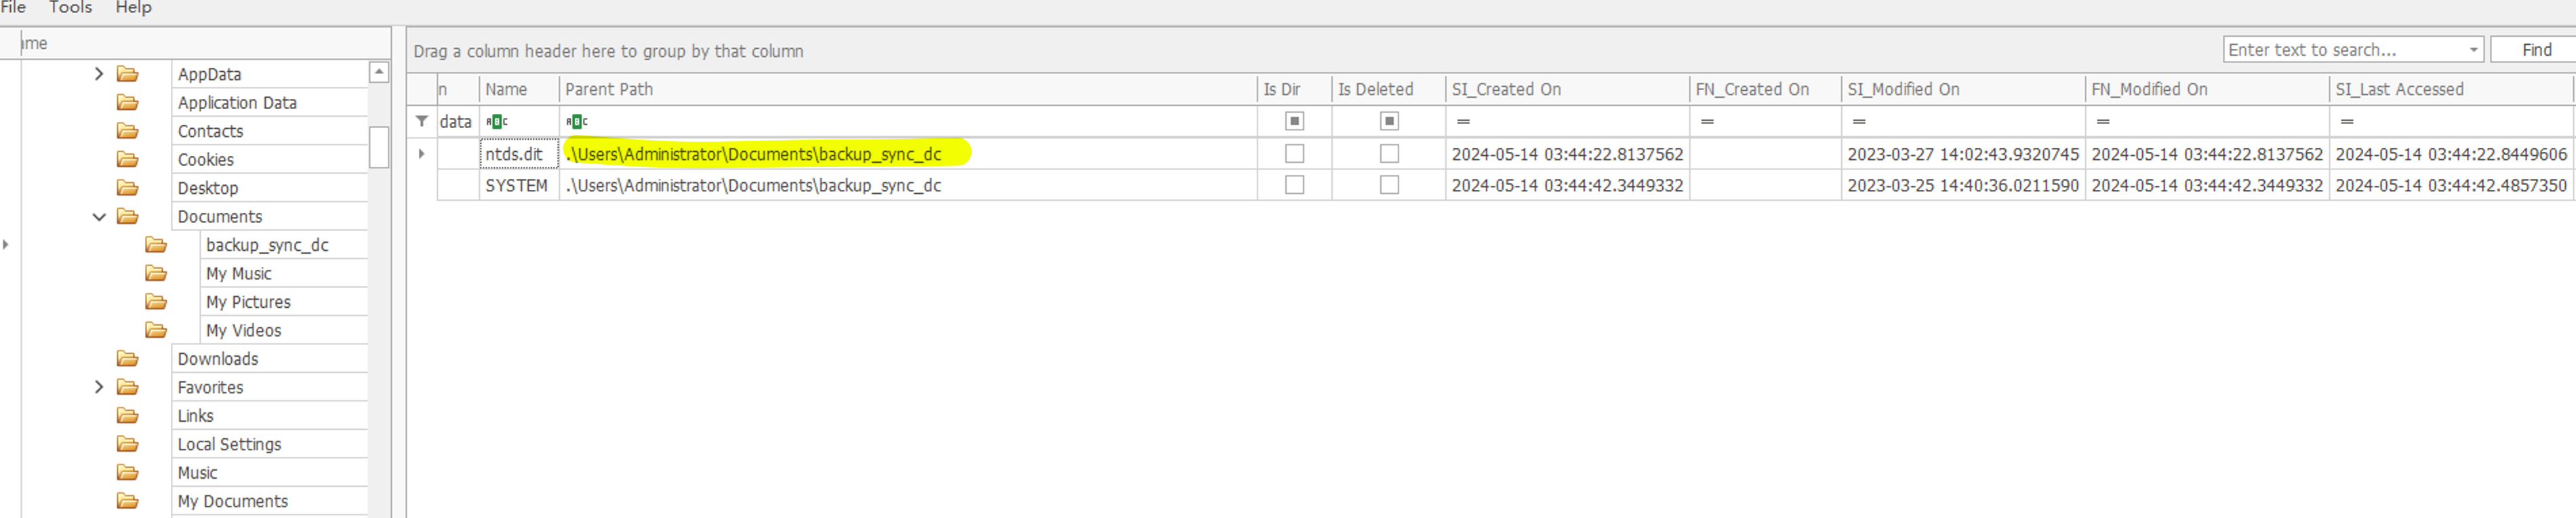 File Tools Help
ame
AppData
Application Data
Contacts
Cookies
Desktop
Documents
backup_sync_dc
My Music
My Pictures
My Videos
Downloads
Favorites
Links
Local Settings
Music
My Documents
Drag a column header here to group by that column
Enter text to search... Find
n Name Parent Path Is Dir Is Deleted SI_Created On FN_Created On SI_Modified On FN_Modified On SI_Last Accessed
data ABC ABC = = = = =
ntds.dit .\Users\Administrator\Documents\backup_sync_dc 2024-05-14 03:44:22.8137562 2023-03-27 14:02:43.9320745 2024-05-14 03:44:22.8137562 2024-05-14 03:44:22.8449606
SYSTEM .\Users\Administrator\Documents\backup_sync_dc 2024-05-14 03:44:42.3449332 2023-03-25 14:40:36.0211590 2024-05-14 03:44:42.3449332 2024-05-14 03:44:42.4857350